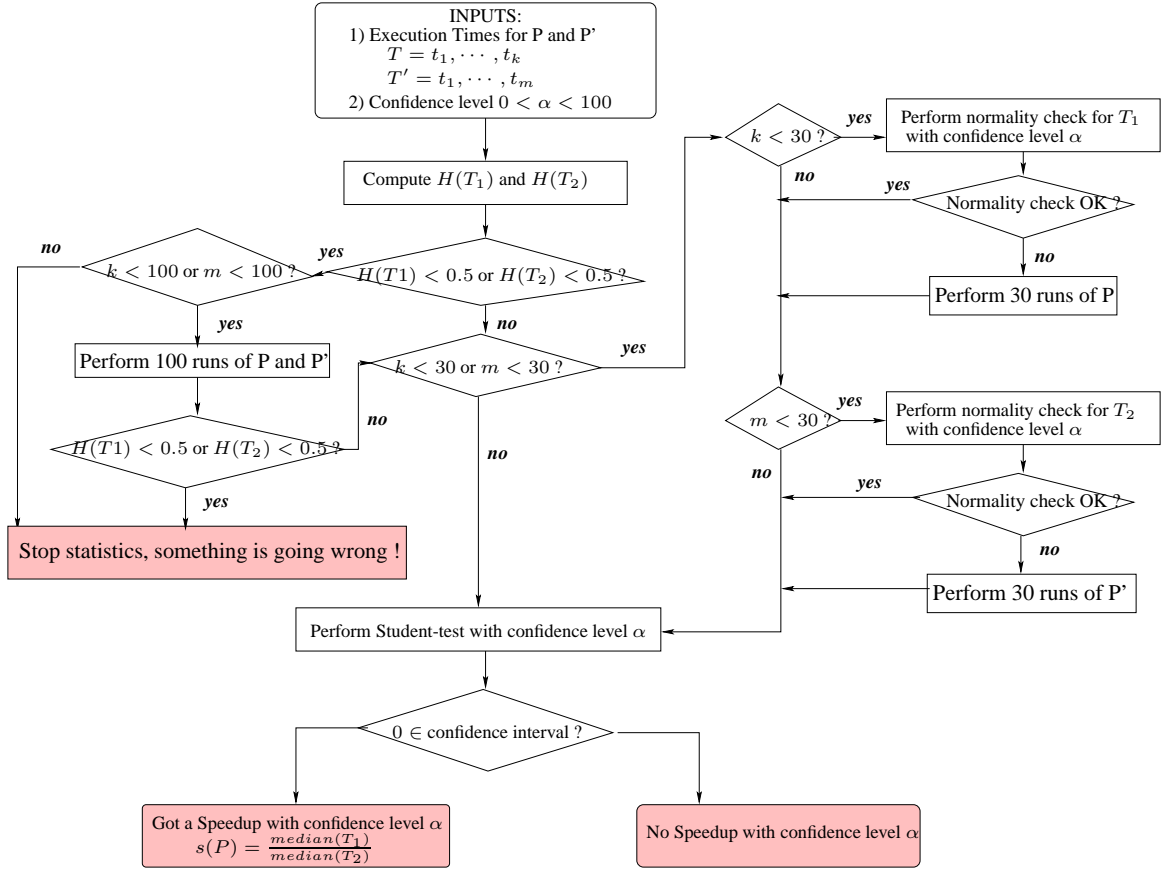 INPUTS:
1) Execution Times for P and P'
T = t₁, ··· , tₖ
T′ = t₁, ··· , tₘ
2) Confidence level 0 < α < 100
Compute H(T₁) and H(T₂)
H(T1) < 0.5 or H(T₂) < 0.5 ?
yes
no
k < 100 or m < 100 ?
no
yes
Perform 100 runs of P and P'
H(T1) < 0.5 or H(T₂) < 0.5 ?
no
yes
Stop statistics, something is going wrong !
k < 30 or m < 30 ?
yes
no
k < 30 ?
yes
no
Perform normality check for T₁
with confidence level α
Normality check OK ?
yes
no
Perform 30 runs of P
m < 30 ?
yes
no
Perform normality check for T₂
with confidence level α
Normality check OK ?
yes
no
Perform 30 runs of P'
Perform Student-test with confidence level α
0 ∈ confidence interval ?
Got a Speedup with confidence level α
s(P) = median(T₁)/median(T₂)
No Speedup with confidence level α